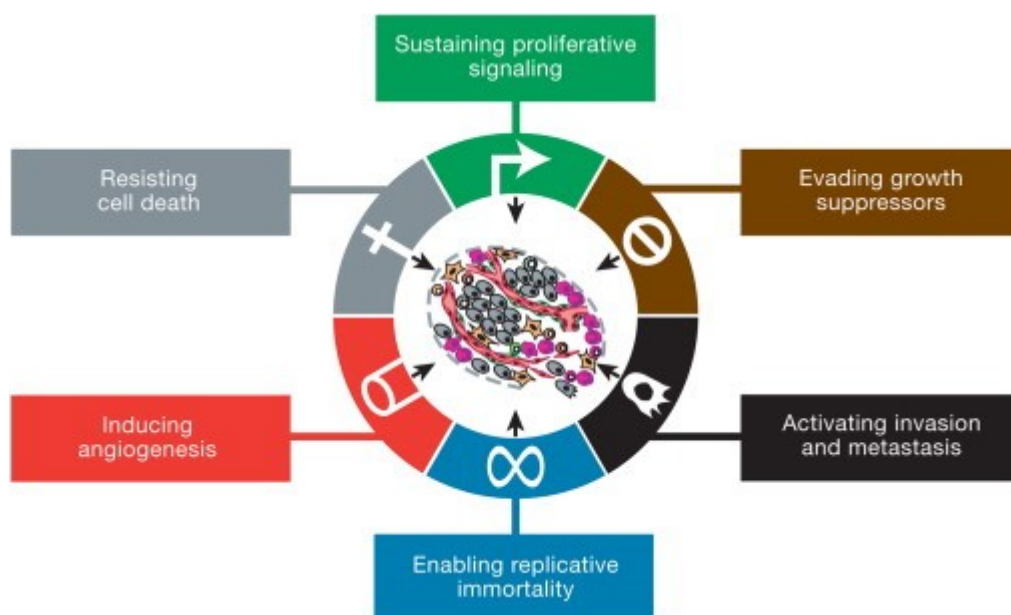 Sustaining proliferative
signaling
Resisting
cell death
Evading growth
suppressors
Inducing
angiogenesis
Activating invasion
and metastasis
Enabling replicative
immortality